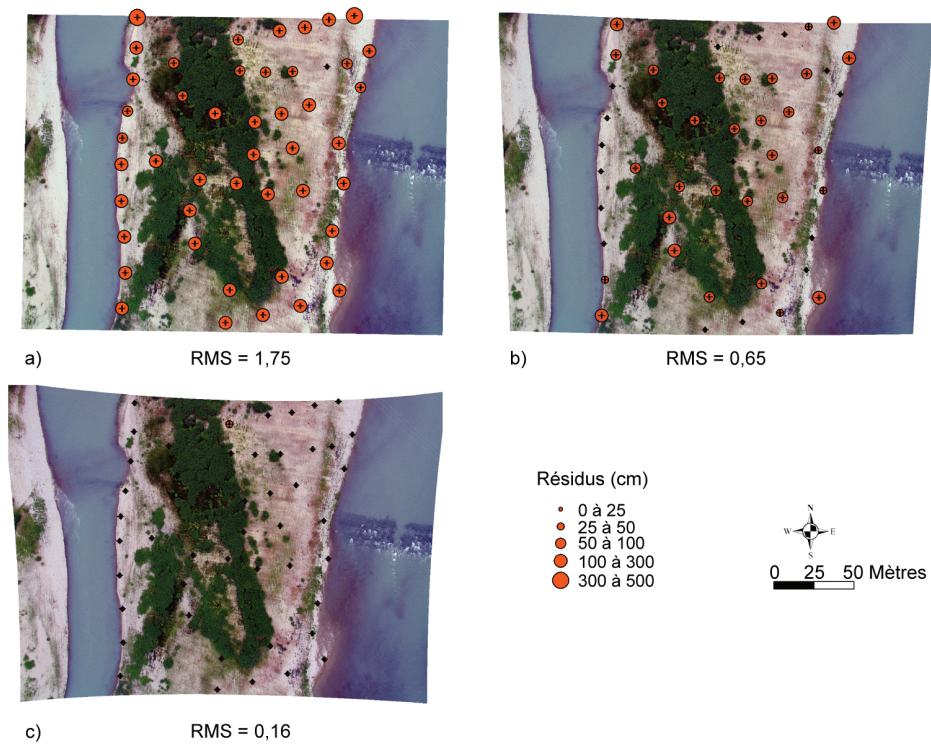 a)
RMS = 1,75
b)
RMS = 0,65
c)
RMS = 0,16
Résidus (cm)
0 à 25
25 à 50
50 à 100
100 à 300
300 à 500
N
W E
S
0 25 50 Mètres